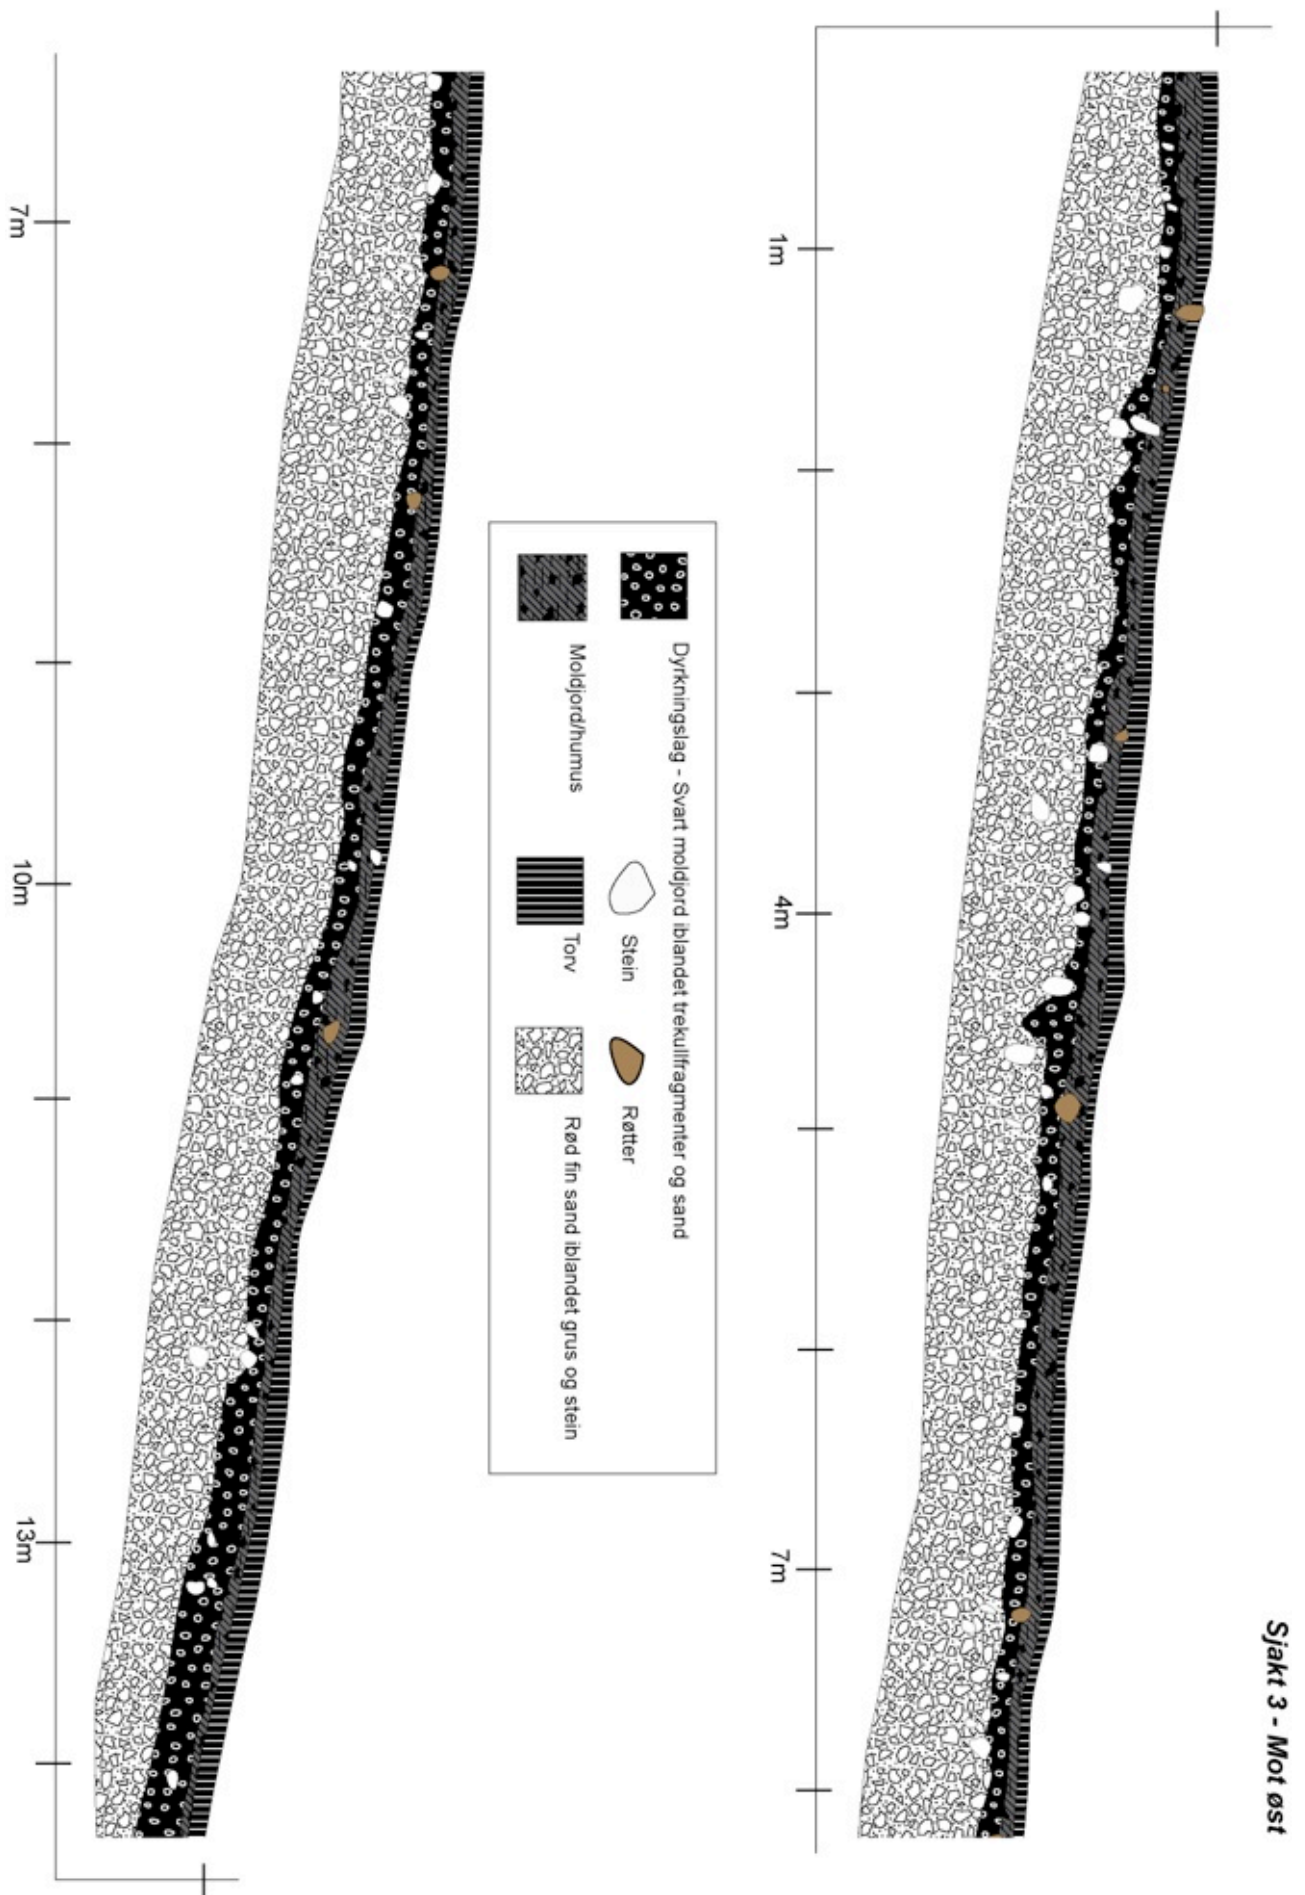 Sjakt 3 - Mot øst
1m
4m
7m
Dyrkningslag - Svart moldjord iblandet trekullfragmenter og sand
Stein
Røtter
Moldjord/humus
Torv
Rød fin sand iblandet grus og stein
7m
10m
13m